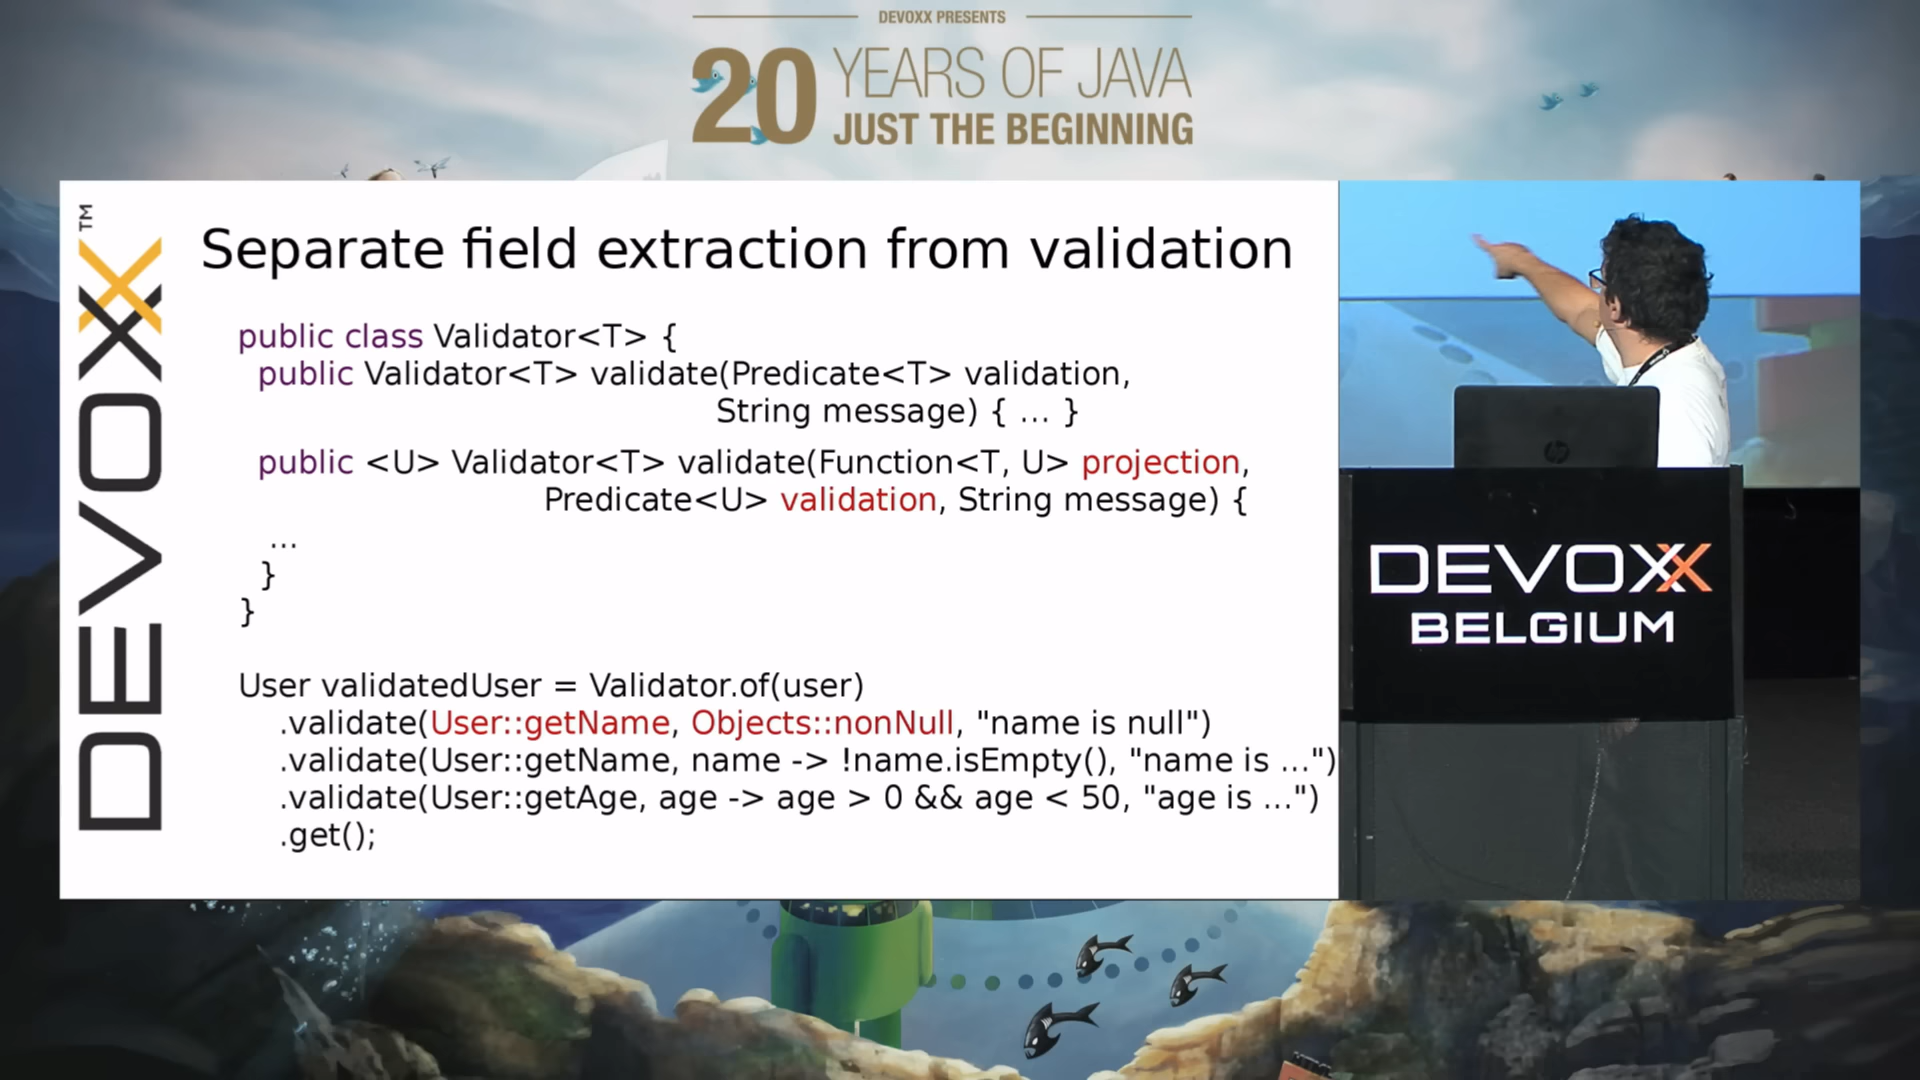 DEVOXX PRESENTS
20 YEARS OF JAVA
JUST THE BEGINNING
DEVOXX™
Separate field extraction from validation
public class Validator<T> {
public Validator<T> validate(Predicate<T> validation,
String message) { ... }
public <U> Validator<T> validate(Function<T, U> projection,
Predicate<U> validation, String message) {
...
}
}
User validatedUser = Validator.of(user)
.validate(User::getName, Objects::nonNull, "name is null")
.validate(User::getName, name -> !name.isEmpty(), "name is ...")
.validate(User::getAge, age -> age > 0 && age < 50, "age is ...")
.get();
hp
DEVOXX
BELGIUM